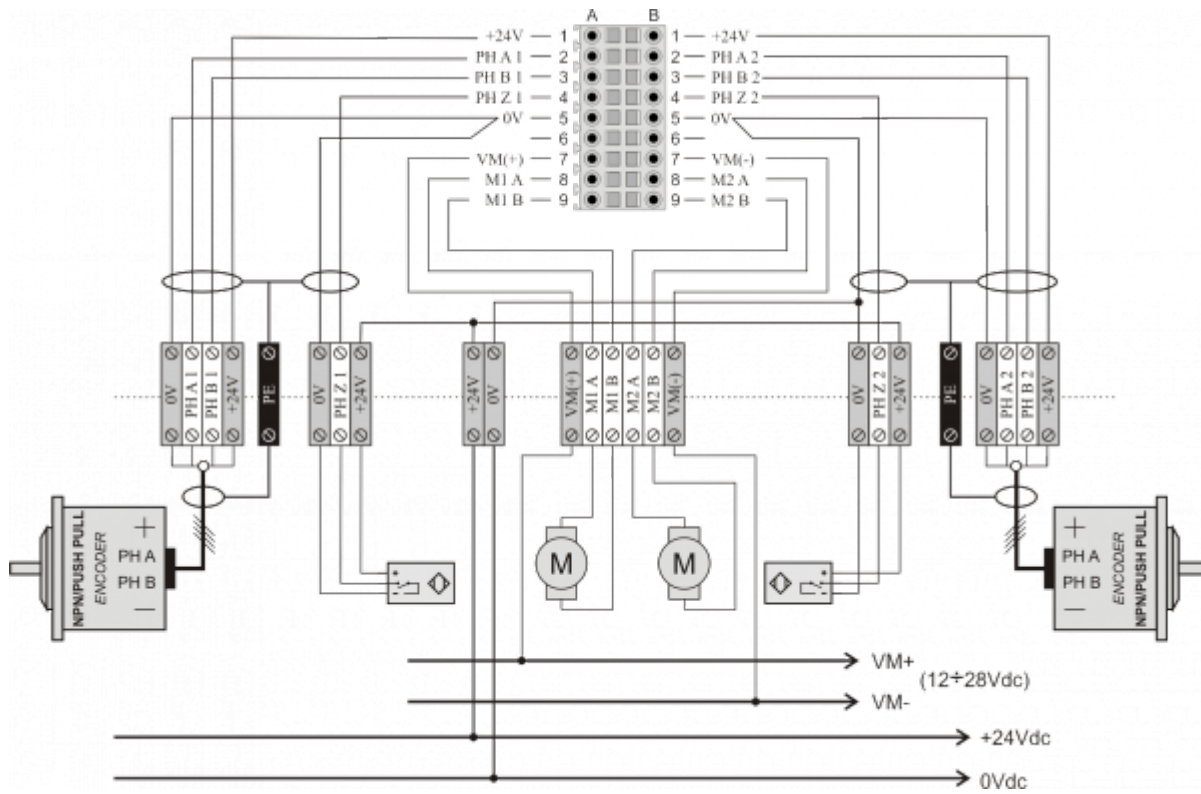 A B
+24V 1 1 +24V
PH A 1 2 2 PH A 2
PH B 1 3 3 PH B 2
PH Z 1 4 4 PH Z 2
0V 5 5 0V
6 6
VM(+) 7 7 VM(-)
M1 A 8 8 M2 A
M1 B 9 9 M2 B
0V PH A 1 PH B 1 +24V PE 0V PH Z 1 +24V +24V 0V VM(+) M1 A M1 B M2 A M2 B VM(-) 0V PH Z 2 +24V PE 0V PH A 2 PH B 2 +24V
NPN/PUSH PULL
ENCODER
+
PH A
PH B
–
M M
+
PH A
PH B
–
ENCODER
NPN/PUSH PULL
VM+
(12÷28Vdc)
VM-
+24Vdc
0Vdc